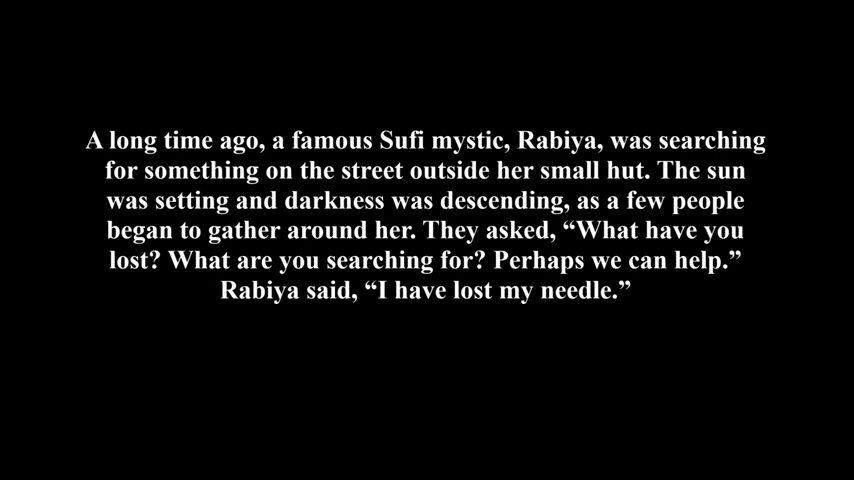 A long time ago, a famous Sufi mystic, Rabiya, was searching
for something on the street outside her small hut. The sun
was setting and darkness was descending, as a few people
began to gather around her. They asked, “What have you
lost? What are you searching for? Perhaps we can help.”
Rabiya said, “I have lost my needle.”